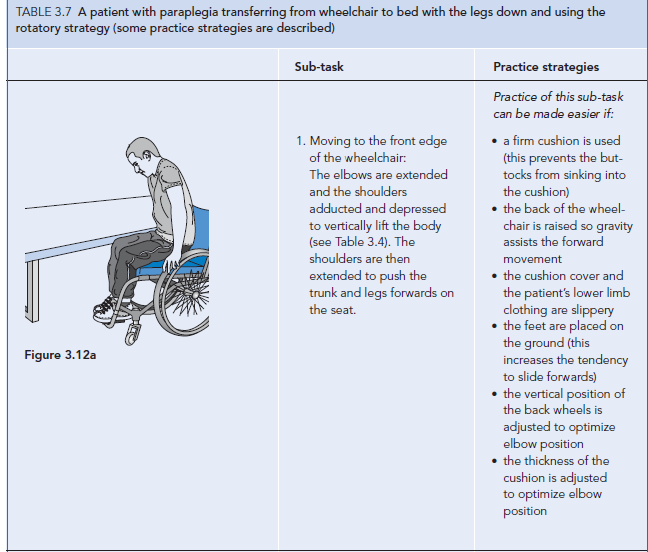 TABLE 3.7 A patient with paraplegia transferring from wheelchair to bed with the legs down and using the
rotatory strategy (some practice strategies are described)
Sub-task
Practice strategies
1. Moving to the front edge
of the wheelchair:
The elbows are extended
and the shoulders
adducted and depressed
to vertically lift the body
(see Table 3.4). The
shoulders are then
extended to push the
trunk and legs forwards on
the seat.
Practice of this sub-task
can be made easier if:
• a firm cushion is used
(this prevents the but-
tocks from sinking into
the cushion)
• the back of the wheel-
chair is raised so gravity
assists the forward
movement
• the cushion cover and
the patient's lower limb
clothing are slippery
• the feet are placed on
the ground (this
increases the tendency
to slide forwards)
• the vertical position of
the back wheels is
adjusted to optimize
elbow position
• the thickness of the
cushion is adjusted
to optimize elbow
position
Figure 3.12a